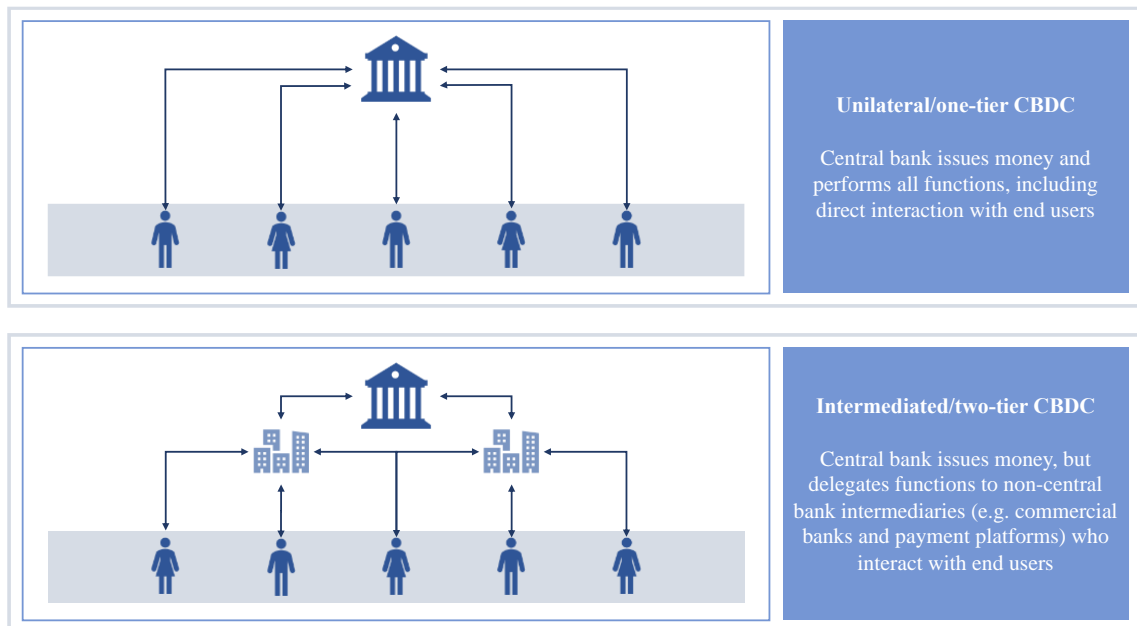 Unilateral/one-tier CBDC
Central bank issues money and
performs all functions, including
direct interaction with end users
Intermediated/two-tier CBDC
Central bank issues money, but
delegates functions to non-central
bank intermediaries (e.g. commercial
banks and payment platforms) who
interact with end users